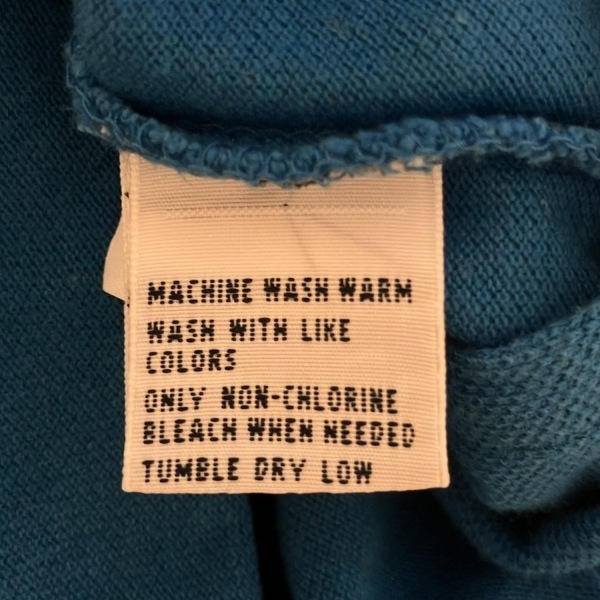 MACHINE WASH WARM
WASH WITH LIKE
COLORS
ONLY NON-CHLORINE
BLEACH WHEN NEEDED
TUMBLE DRY LOW